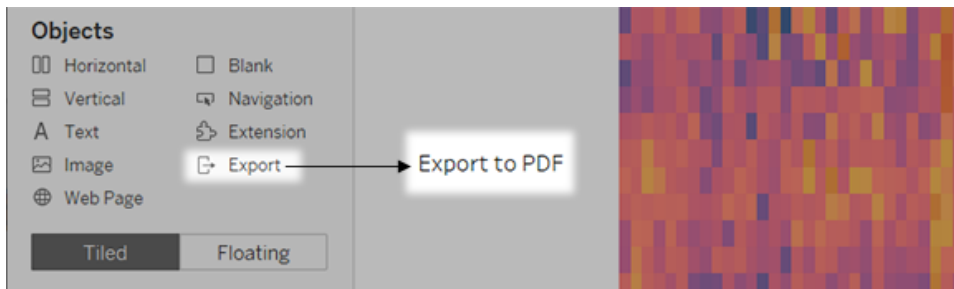 Objects
Horizontal
Blank
Vertical
Navigation
A Text
Extension
Image
Export
Export to PDF
Web Page
Tiled
Floating